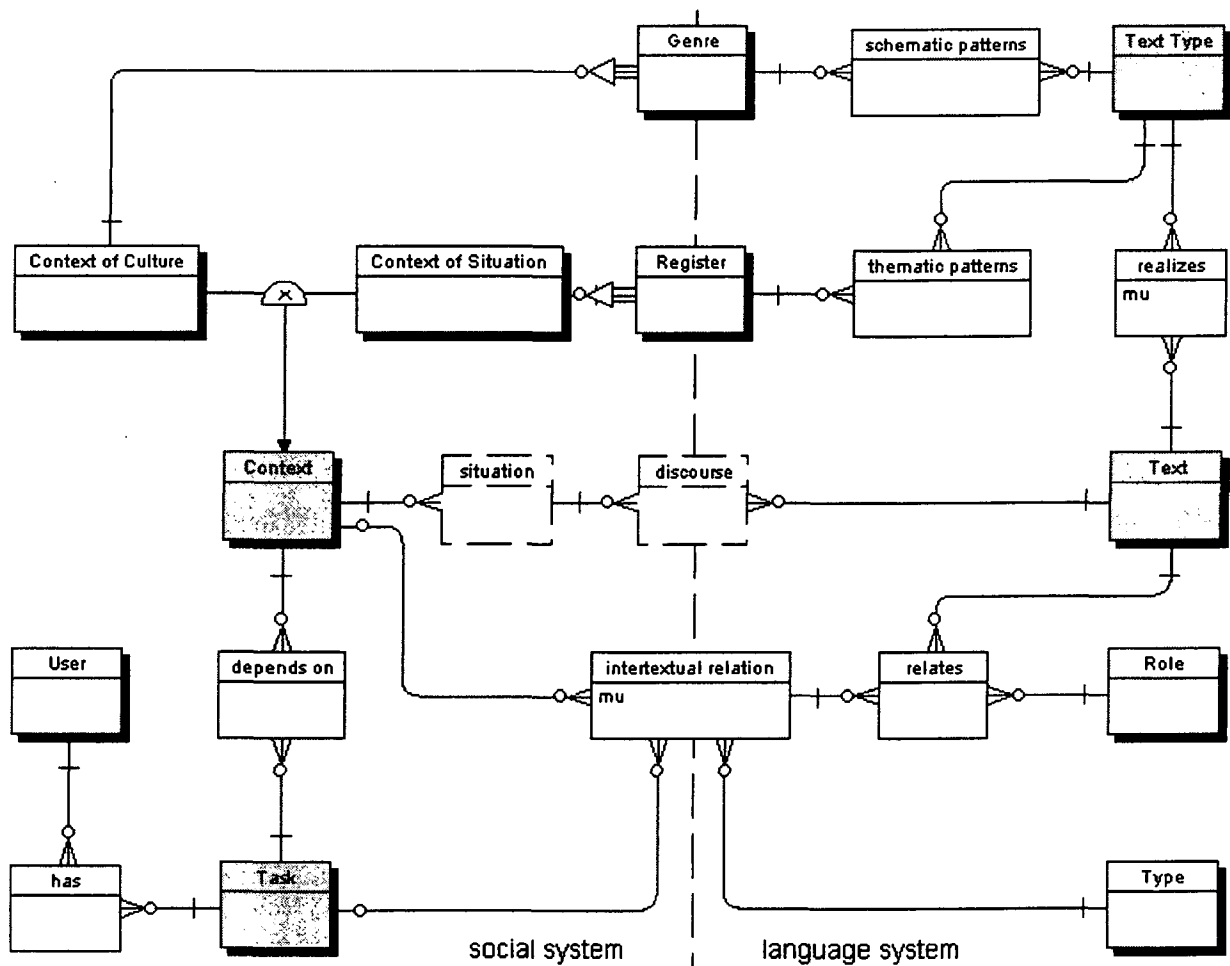 Genre
schematic patterns
Text Type
Context of Culture
Context of Situation
Register
thematic patterns
realizes
mu
Context
situation
discourse
Text
User
depends on
intertextual relation
mu
relates
Role
has
Task
Type
social system
language system